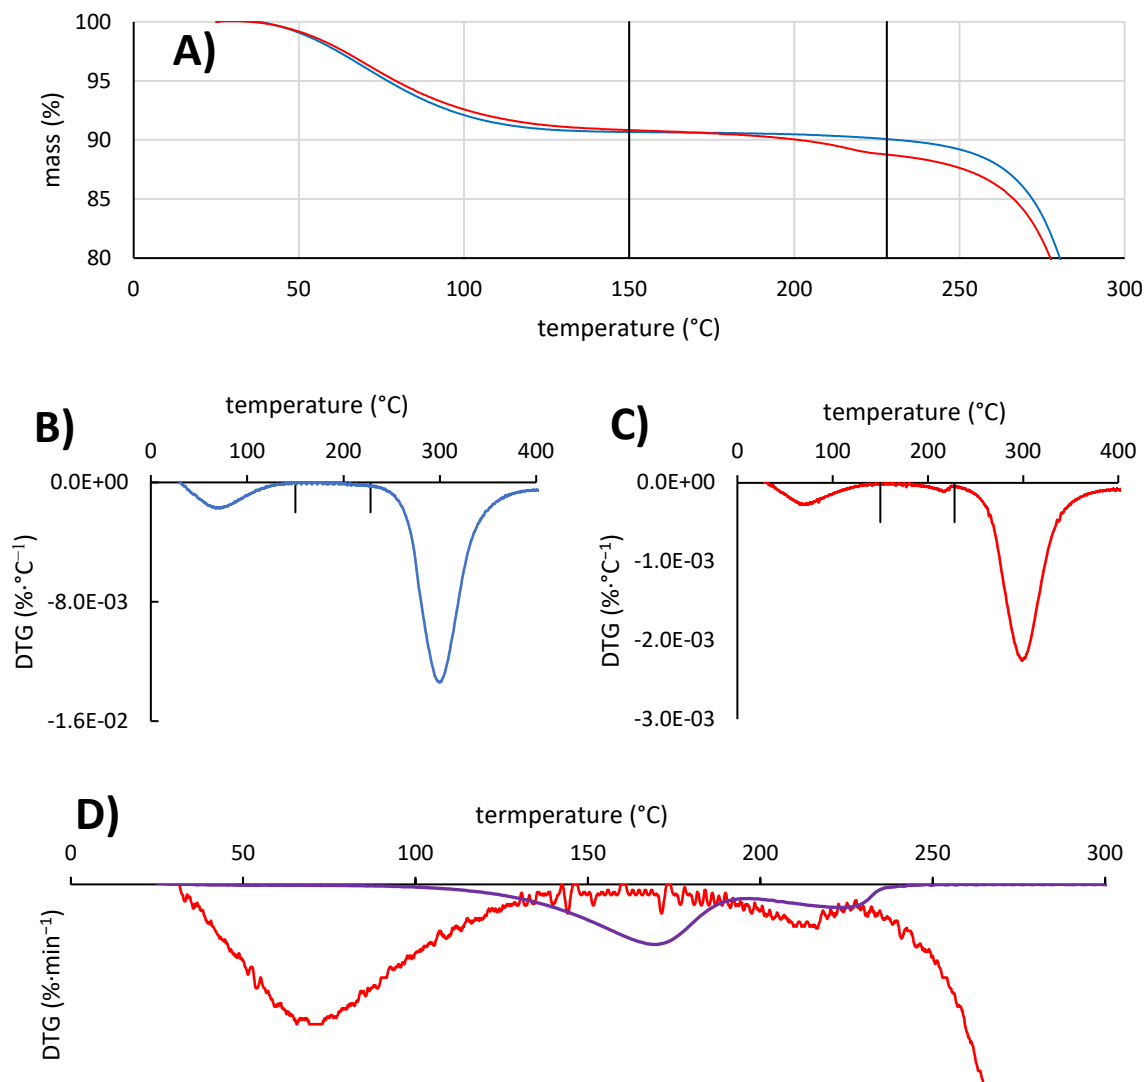 A)
mass (%)
100
95
90
85
80
0 50 100 150 200 250 300
temperature (°C)
B)
temperature (°C)
0 100 200 300 400
DTG (%·°C⁻¹)
0.0E+00
-8.0E-03
-1.6E-02
C)
temperature (°C)
0 100 200 300 400
DTG (%·°C⁻¹)
0.0E+00
-1.0E-03
-2.0E-03
-3.0E-03
D)
termperature (°C)
0 50 100 150 200 250 300
DTG (%·min⁻¹)